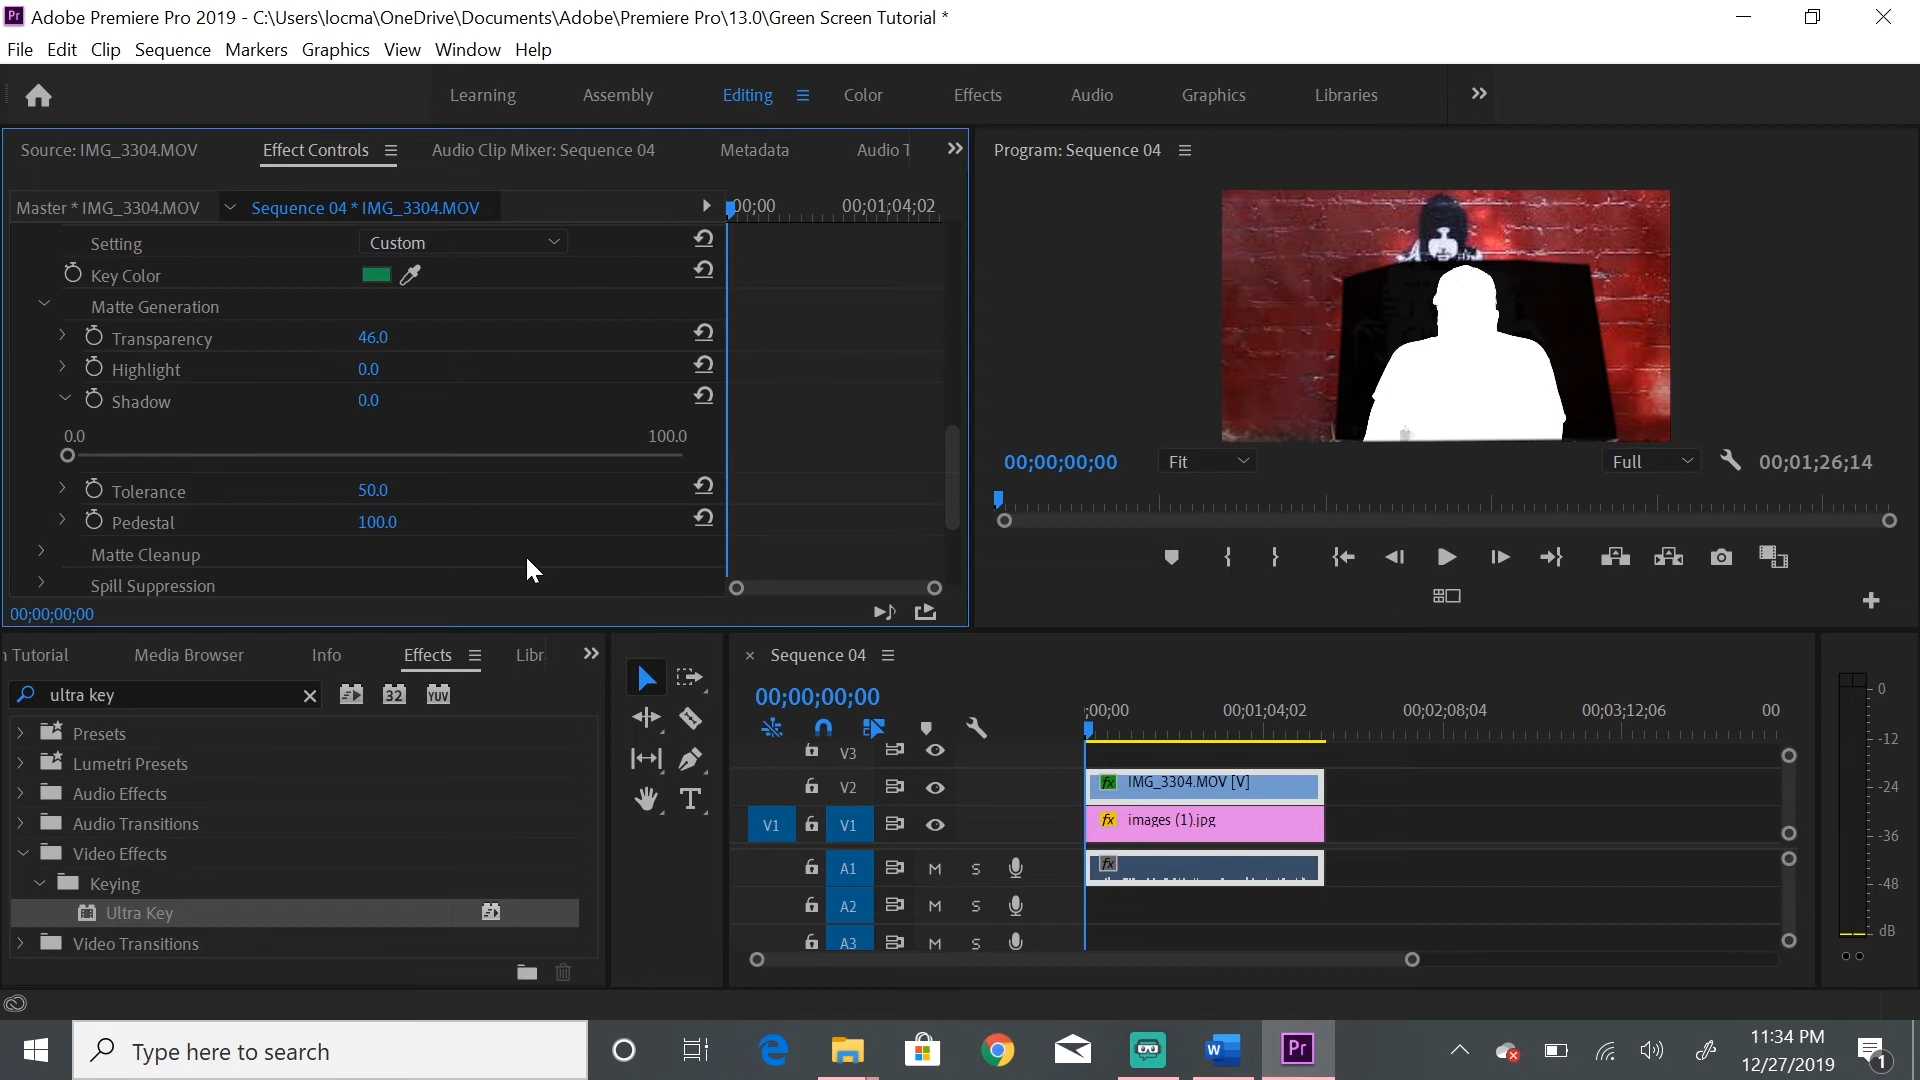 Adobe Premiere Pro 2019 - C:\Users\locma\OneDrive\Documents\Adobe\Premiere Pro\13.0\Green Screen Tutorial *
File Edit Clip Sequence Markers Graphics View Window Help
Learning Assembly Editing Color Effects Audio Graphics Libraries
Source: IMG_3304.MOV Effect Controls Audio Clip Mixer: Sequence 04 Metadata Audio T
Master * IMG_3304.MOV Sequence 04 * IMG_3304.MOV
00;00 00;01;04;02
Setting Custom
Key Color
Matte Generation
Transparency 46.0
Highlight 0.0
Shadow 0.0
0.0 100.0
Tolerance 50.0
Pedestal 100.0
Matte Cleanup
Spill Suppression
00;00;00;00
Program: Sequence 04
00;00;00;00 Fit Full 00;01;26;14
Tutorial Media Browser Info Effects Libr
ultra key
32 YUV
Presets
Lumetri Presets
Audio Effects
Audio Transitions
Video Effects
Keying
Ultra Key
Video Transitions
T
× Sequence 04
00;00;00;00
;00;00 00;01;04;02 00;02;08;04 00;03;12;06 00
V3
V2 fx IMG_3304.MOV [V]
V1 V1 fx images (1).jpg
A1 M S fx
A2 M S
A3 M S
0
-12
-24
-36
-48
dB
Type here to search
11:34 PM
12/27/2019
1